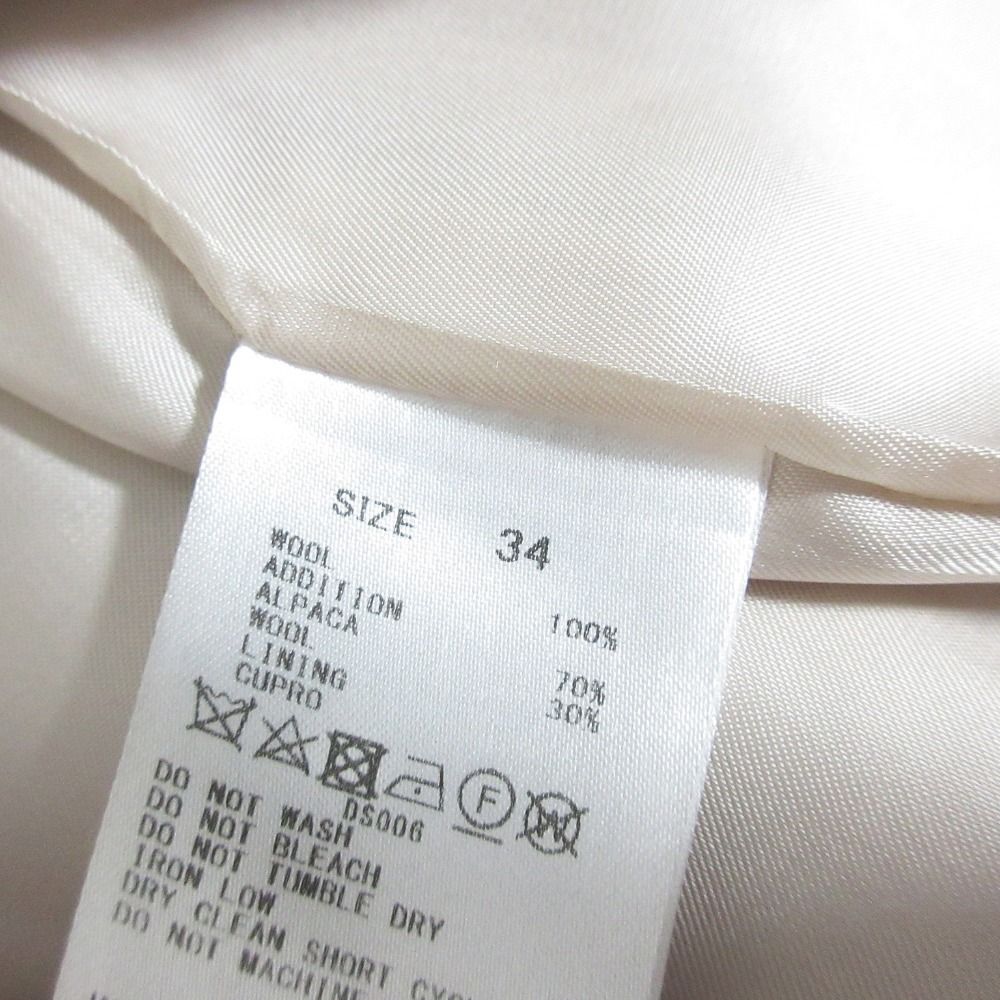 SIZE 34
WOOL 100%
ADDITION
ALPACA 70%
WOOL 30%
LINING
CUPRO
F W
DS006
DO NOT WASH
DO NOT BLEACH
DO NOT TUMBLE DRY
IRON LOW
DRY CLEAN SHORT
DO NOT MACHINE